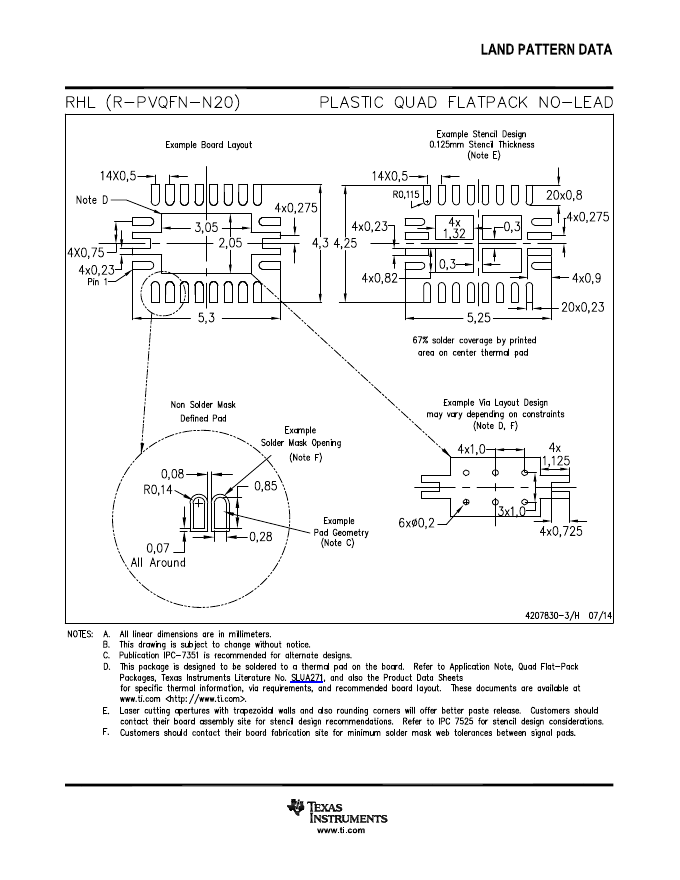 LAND PATTERN DATA
RHL (R-PVQFN-N20)
PLASTIC QUAD FLATPACK NO-LEAD
Example Board Layout
Example Stencil Design
0.125mm Stencil Thickness
(Note E)
14X0,5
Note D
4x0,275
3,05
2,05
4X0,75
4x0,23
Pin 1
4,3
5,3
14X0,5
R0,115
20x0,8
4x0,275
4x0,23
4x
1,32
0,3
4,25
0,3
4x0,82
4x0,9
20x0,23
5,25
67% solder coverage by printed
area on center thermal pad
Non Solder Mask
Defined Pad
Example
Solder Mask Opening
(Note F)
0,08
R0,14
0,85
Example
Pad Geometry
(Note C)
0,28
0,07
All Around
Example Via Layout Design
may vary depending on constraints
(Note D, F)
4x1,0
4x
1,125
3x1,0
6xø0,2
4x0,725
4207830-3/H 07/14
NOTES: A. All linear dimensions are in millimeters.
B. This drawing is subject to change without notice.
C. Publication IPC-7351 is recommended for alternate designs.
D. This package is designed to be soldered to a thermal pad on the board. Refer to Application Note, Quad Flat-Pack
Packages, Texas Instruments Literature No. SLUA271, and also the Product Data Sheets
for specific thermal information, via requirements, and recommended board layout. These documents are available at
www.ti.com <http: //www.ti.com>.
E. Laser cutting apertures with trapezoidal walls and also rounding corners will offer better paste release. Customers should
contact their board assembly site for stencil design recommendations. Refer to IPC 7525 for stencil design considerations.
F. Customers should contact their board fabrication site for minimum solder mask web tolerances between signal pads.
TEXAS
INSTRUMENTS
www.ti.com